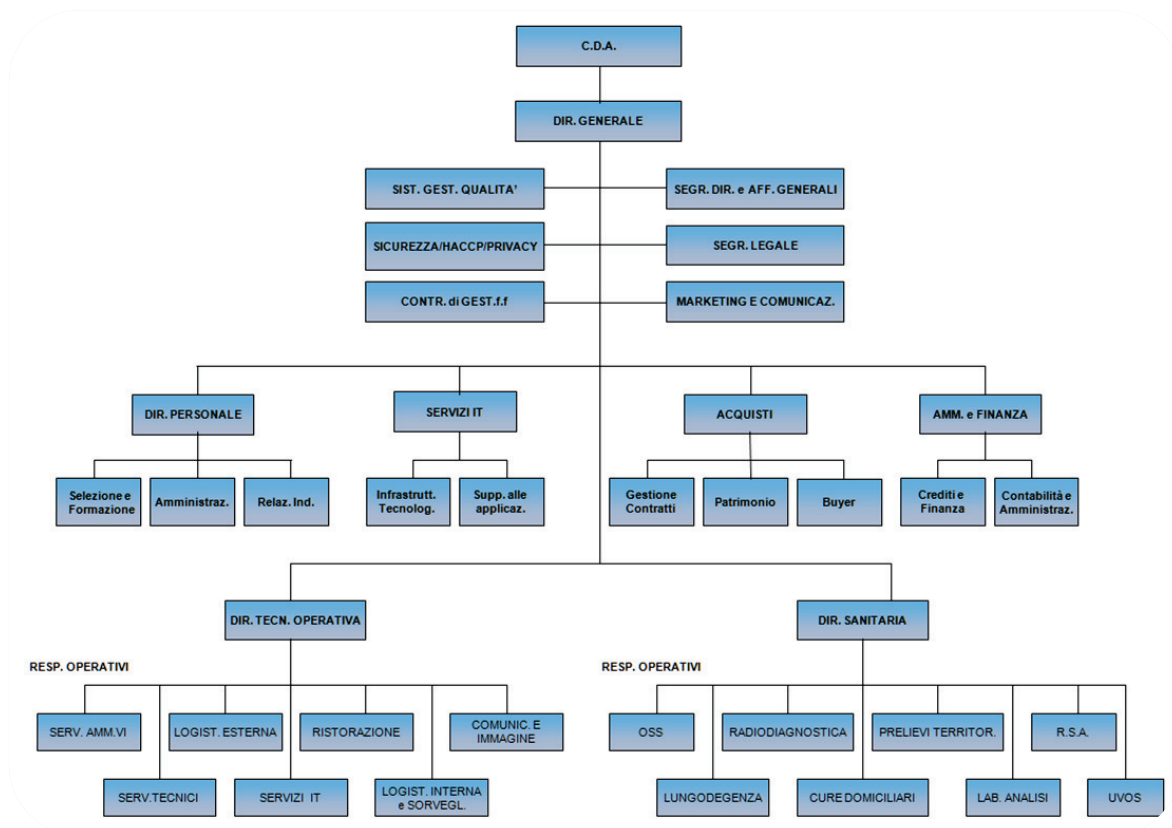 C.D.A.
DIR. GENERALE
SIST. GEST. QUALITA'
SEGR. DIR. e AFF. GENERALI
SICUREZZA/HACCP/PRIVACY
SEGR. LEGALE
CONTR. di GEST.f.f
MARKETING E COMUNICAZ.
DIR. PERSONALE
SERVIZI IT
ACQUISTI
AMM. e FINANZA
Selezione e
Formazione
Amministraz.
Relaz. Ind.
Infrastrutt.
Tecnolog.
Supp. alle
applicaz.
Gestione
Contratti
Patrimonio
Buyer
Crediti e
Finanza
Contabilità e
Amministraz.
DIR. TECN. OPERATIVA
DIR. SANITARIA
RESP. OPERATIVI
RESP. OPERATIVI
SERV. AMM.VI
LOGIST. ESTERNA
RISTORAZIONE
COMUNIC. E
IMMAGINE
OSS
RADIODIAGNOSTICA
PRELIEVI TERRITOR.
R.S.A.
SERV.TECNICI
SERVIZI IT
LOGIST. INTERNA
e SORVEGL.
LUNGODEGENZA
CURE DOMICILIARI
LAB. ANALISI
UVOS